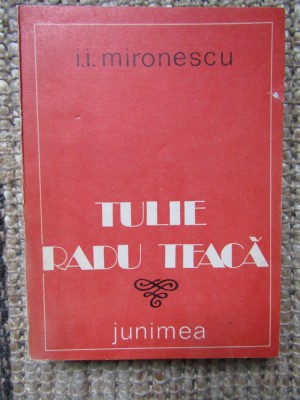 i.i. mironescu
TULIE
RADU TEACĂ
junimea